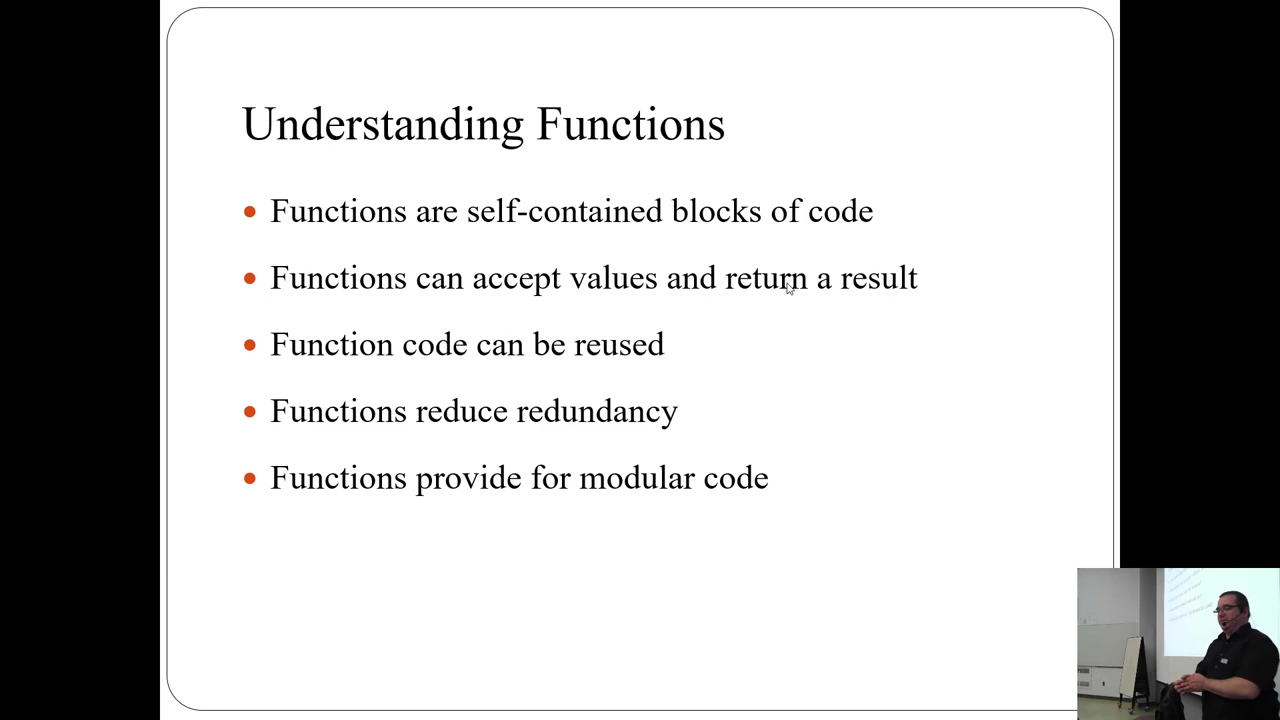 Understanding Functions
Functions are self-contained blocks of code
Functions can accept values and return a result
Function code can be reused
Functions reduce redundancy
Functions provide for modular code